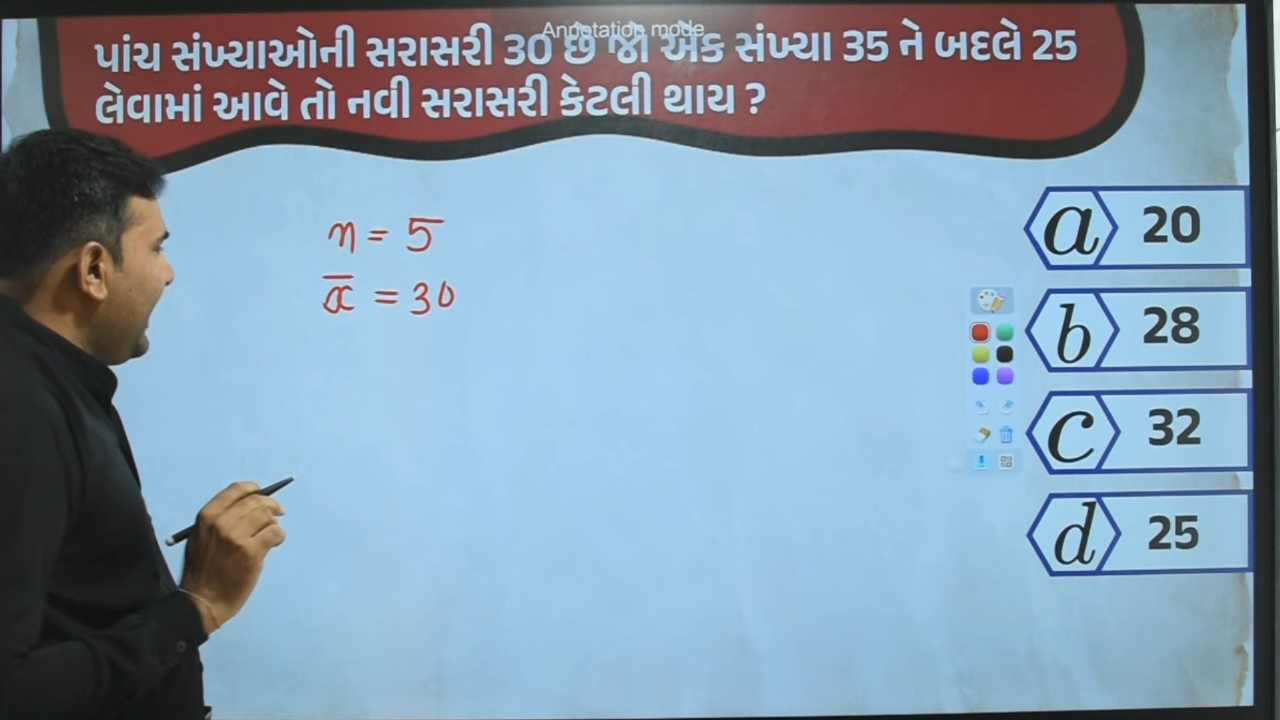 Annotation mode
પાંચ સંખ્યાઓની સરાસરી 30 છે જો એક સંખ્યા 35 ને બદલે 25
લેવામાં આવે તો નવી સરાસરી કેટલી થાય ?
n = 5
x̄ = 30
a 20
b 28
c 32
d 25